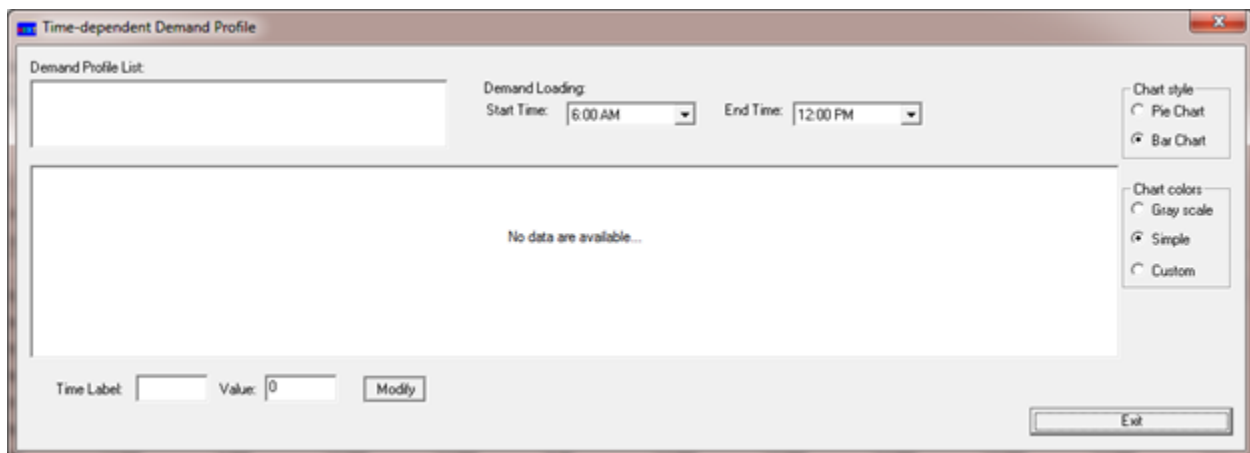 Time-dependent Demand Profile
Demand Profile List:
Demand Loading:
Start Time: 6:00 AM End Time: 12:00 PM
Chart style
Pie Chart
Bar Chart
Chart colors
Gray scale
Simple
Custom
No data are available...
Time Label: Value: 0 Modify
Exit